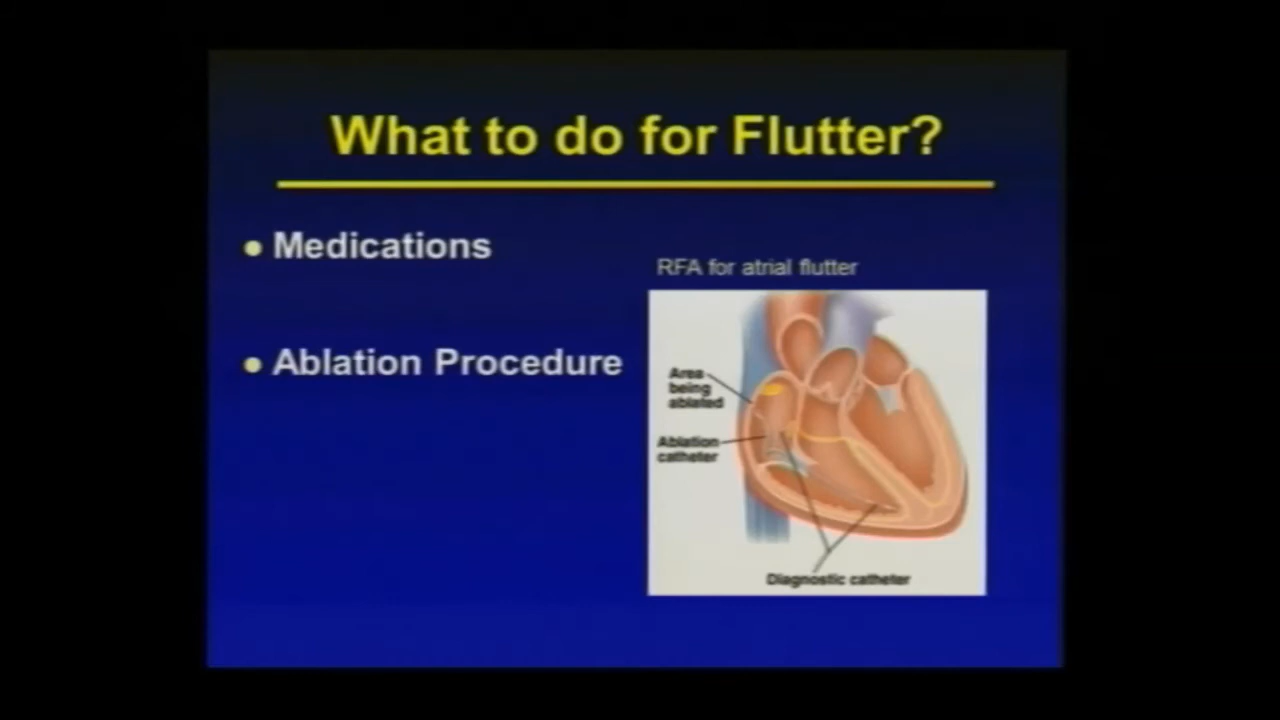 What to do for Flutter?
Medications
RFA for atrial flutter
Ablation Procedure
Area
being
ablated
Ablation
catheter
Diagnostic catheter